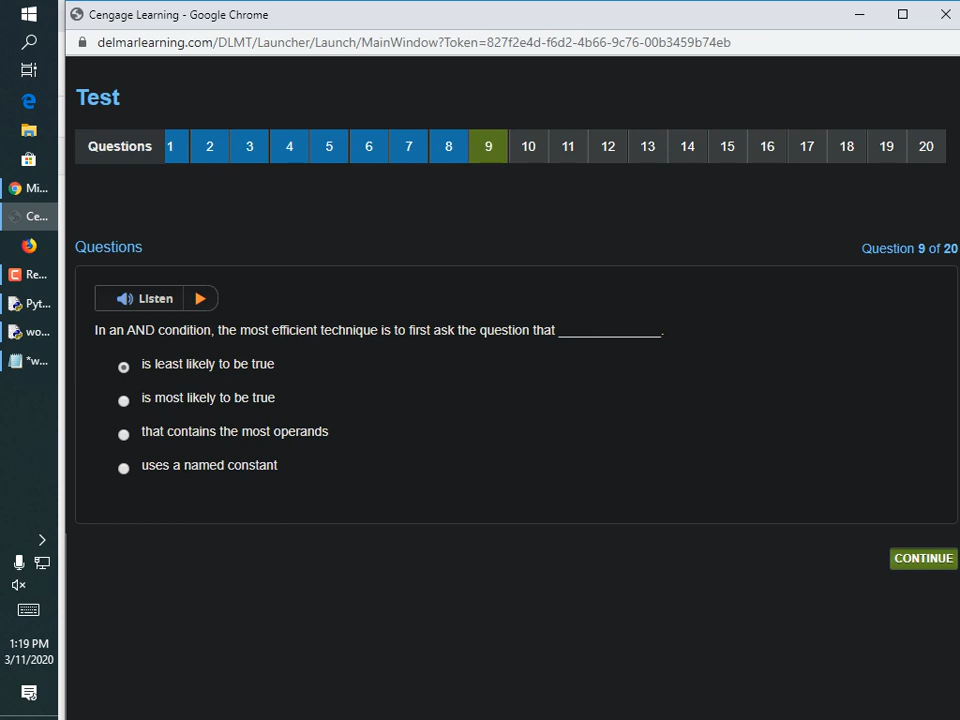 Cengage Learning - Google Chrome
delmarlearning.com/DLMT/Launcher/Launch/MainWindow?Token=827f2e4d-f6d2-4b66-9c76-00b3459b74eb
Test
Questions 1 2 3 4 5 6 7 8 9 10 11 12 13 14 15 16 17 18 19 20
Mi...
Ce...
Questions
Question 9 of 20
Re...
Listen
Pyt...
In an AND condition, the most efficient technique is to first ask the question that ______________.
wo...
*w...
is least likely to be true
is most likely to be true
that contains the most operands
uses a named constant
CONTINUE
1:19 PM
3/11/2020